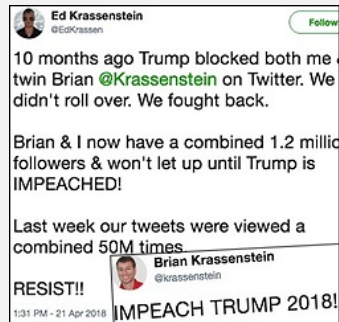 Ed Krassenstein
@EdKrassen
Follow
10 months ago Trump blocked both me
twin Brian @Krassenstein on Twitter. We
didn't roll over. We fought back.
Brian & I now have a combined 1.2
followers & won't let up until Trump is
IMPEACHED!
Last week our tweets were viewed a
combined 50M times
RESIST!!
1:31 PM - 21 Apr 2018
Brian Krassenstein
@krassenstein
IMPEACH TRUMP 2018!